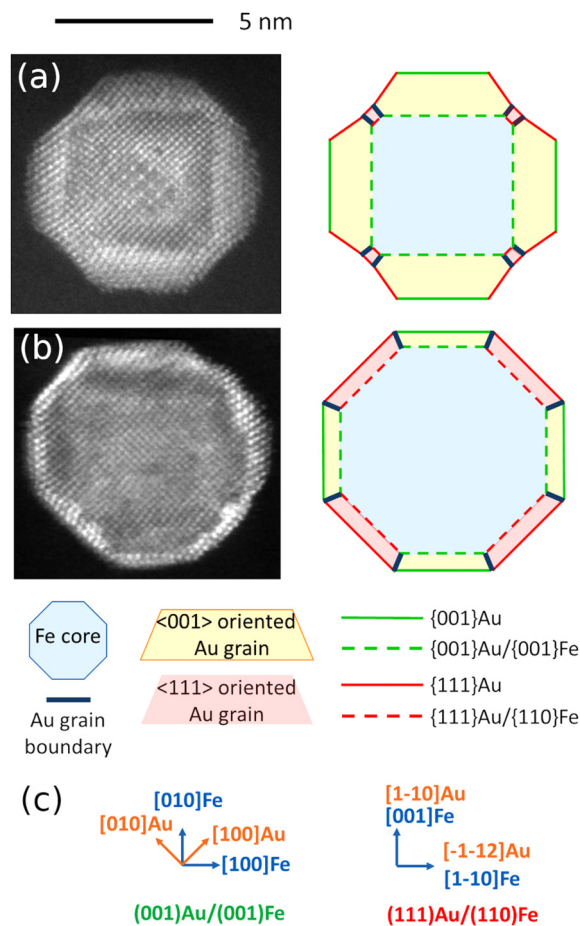 5 nm
(a)
(b)
Fe core
<001> oriented
Au grain
{001}Au
{001}Au/{001}Fe
Au grain
boundary
<111> oriented
Au grain
{111}Au
{111}Au/{110}Fe
(c)
[010]Fe
[010]Au
[100]Au
[100]Fe
(001)Au/(001)Fe
[1-10]Au
[001]Fe
[-1-12]Au
[1-10]Fe
(111)Au/(110)Fe